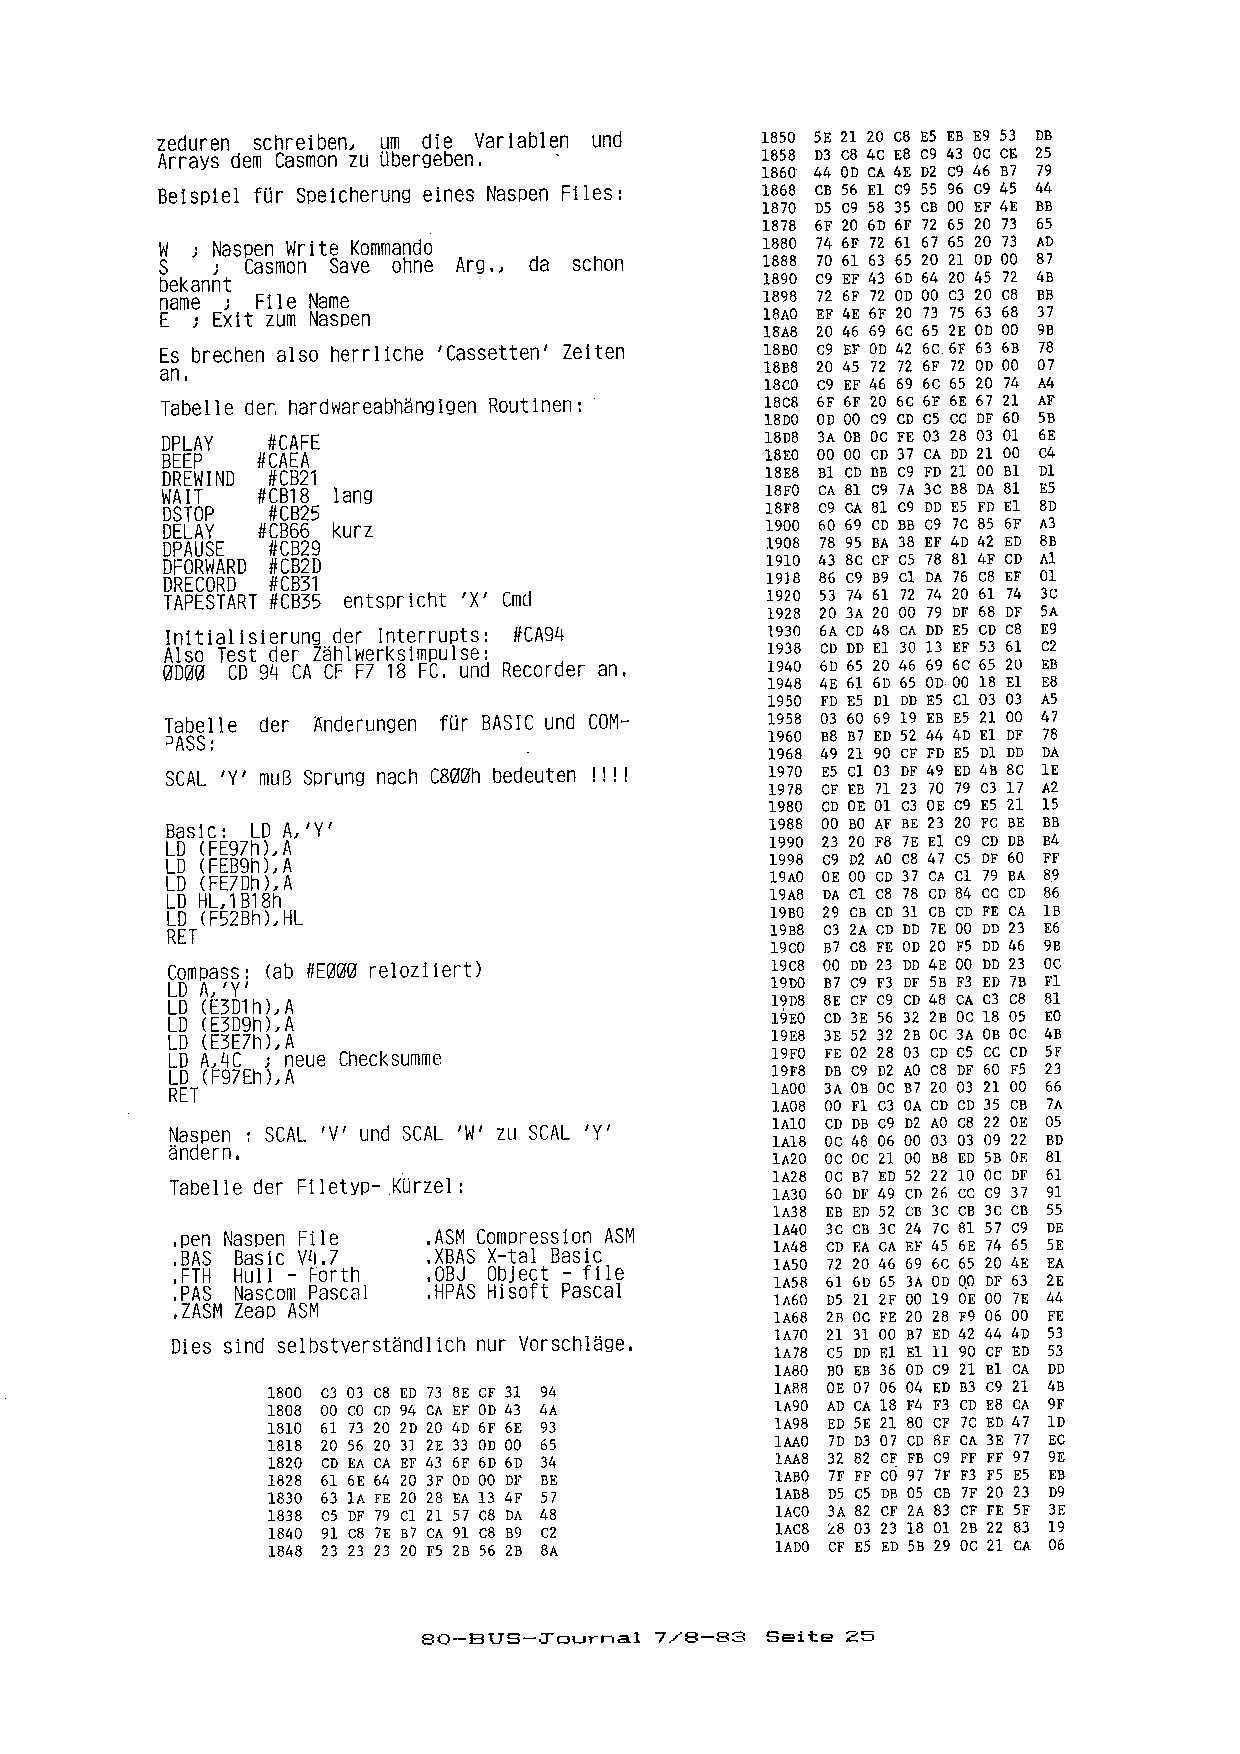 zeduren schreiben, um die Variablen und
Arrays dem Casmon zu übergeben.
Beispiel für Speicherung eines Naspen Files:
W ; Naspen Write Kommando
S ; Casmon Save ohne Arg., da schon
bekannt
name ; File Name
E ; Exit zum Naspen
Es brechen also herrliche 'Cassetten' Zeiten
an.
Tabelle der hardwareabhängigen Routinen:
DPLAY #CAFE
BEEP #CAEA
DREWIND #CB21
WAIT #CB18 lang
DSTOP #CB25
DELAY #CB66 kurz
DPAUSE #CB29
DFORWARD #CB2D
DRECORD #CB31
TAPESTART #CB35 entspricht 'X' Cmd
Initialisierung der Interrupts: #CA94
Also Test der Zählwerksimpulse:
0D00 CD 94 CA CF F7 18 FC. und Recorder an.
Tabelle der Änderungen für BASIC und COM-
PASS:
SCAL 'Y' muß Sprung nach C800h bedeuten !!!!
Basic: LD A,'Y'
LD (FE97h),A
LD (FEB9h),A
LD (FE7Dh),A
LD HL,1B18h
LD (F52Bh),HL
RET
Compass: (ab #E000 reloziiert)
LD A,'Y'
LD (E3D1h),A
LD (E3D9h),A
LD (E3E7h),A
LD A,4C ; neue Checksumme
LD (F97Eh),A
RET
Naspen : SCAL 'V' und SCAL 'W' zu SCAL 'Y'
ändern.
Tabelle der Filetyp- Kürzel:
.pen Naspen File .ASM Compression ASM
.BAS Basic V4.7 .XBAS X-tal Basic
.FTH Hull - Forth .OBJ Object - file
.PAS Nascom Pascal .HPAS Hisoft Pascal
.ZASM Zeap ASM
Dies sind selbstverständlich nur Vorschläge.
1800 C3 03 C8 ED 73 8E CF 31 94
1808 00 C0 CD 94 CA EF 0D 43 4A
1810 61 73 20 2D 20 4D 6F 6E 93
1818 20 56 20 31 2E 33 0D 00 65
1820 CD EA CA EF 43 6F 6D 6D 34
1828 61 6E 64 20 3F 0D 00 DF BE
1830 63 1A FE 20 28 EA 13 4F 57
1838 C5 DF 79 C1 21 57 C8 DA 48
1840 91 C8 7E B7 CA 91 C8 B9 C2
1848 23 23 23 20 F5 2B 56 2B 8A
1850 5E 21 20 C8 E5 EB E9 53 DB
1858 D3 C8 4C E8 C9 43 0C CE 25
1860 44 0D CA 4E D2 C9 46 B7 79
1868 CB 56 E1 C9 55 96 C9 45 44
1870 D5 C9 58 35 CB 00 EF 4E BB
1878 6F 20 6D 6F 72 65 20 73 65
1880 74 6F 72 61 67 65 20 73 AD
1888 70 61 63 65 20 21 0D 00 87
1890 C9 EF 43 6D 64 20 45 72 4B
1898 72 6F 72 0D 00 C3 20 C8 BB
18A0 EF 4E 6F 20 73 75 63 68 37
18A8 20 46 69 6C 65 2E 0D 00 9B
18B0 C9 EF 0D 42 6C 6F 63 6B 78
18B8 20 45 72 72 6F 72 0D 00 07
18C0 C9 EF 46 69 6C 65 20 74 A4
18C8 6F 6F 20 6C 6F 6E 67 21 AF
18D0 0D 00 C9 CD C5 CC DF 60 5B
18D8 3A 0B 0C FE 03 28 03 01 6E
18E0 00 00 CD 37 CA DD 21 00 C4
18E8 B1 CD BB C9 FD 21 00 B1 D1
18F0 CA 81 C9 7A 3C B8 DA 81 E5
18F8 C9 CA 81 C9 DD E5 FD E1 8D
1900 60 69 CD BB C9 7C 85 6F A3
1908 78 95 BA 38 EF 4D 42 ED 8B
1910 43 8C CF C5 78 81 4F CD A1
1918 86 C9 B9 C1 DA 76 C8 EF 01
1920 53 74 61 72 74 20 61 74 3C
1928 20 3A 20 00 79 DF 68 DF 5A
1930 6A CD 48 CA DD E5 CD C8 E9
1938 CD DD E1 30 13 EF 53 61 C2
1940 6D 65 20 46 69 6C 65 20 EB
1948 4E 61 6D 65 0D 00 18 E1 E8
1950 FD E5 D1 DD E5 C1 03 03 A5
1958 03 60 69 19 EB E5 21 00 47
1960 B8 B7 ED 52 44 4D E1 DF 78
1968 49 21 90 CF FD E5 D1 DD DA
1970 E5 C1 03 DF 49 ED 4B 8C 1E
1978 CF EB 71 23 70 79 C3 17 A2
1980 CD 0E 01 C3 0E C9 E5 21 15
1988 00 B0 AF BE 23 20 FC BE BB
1990 23 20 F8 7E E1 C9 CD DB B4
1998 C9 D2 A0 C8 47 C5 DF 60 FF
19A0 0E 00 CD 37 CA C1 79 BA 89
19A8 DA C1 C8 78 CD 84 CC CD 86
19B0 29 CB CD 31 CB CD FE CA 1B
19B8 C3 2A CD DD 7E 00 DD 23 E6
19C0 B7 C8 FE 0D 20 F5 DD 46 9B
19C8 00 DD 23 DD 4E 00 DD 23 0C
19D0 B7 C9 F3 DF 5B F3 ED 7B F1
19D8 8E CF C9 CD 48 CA C3 C8 81
19E0 CD 3E 56 32 2B 0C 18 05 E0
19E8 3E 52 32 2B 0C 3A 0B 0C 4B
19F0 FE 02 28 03 CD C5 CC CD 5F
19F8 DB C9 D2 A0 C8 DF 60 F5 23
1A00 3A 0B 0C B7 20 03 21 00 66
1A08 00 F1 C3 0A CD CD 35 CB 7A
1A10 CD DB C9 D2 A0 C8 22 0E 05
1A18 0C 48 06 00 03 03 09 22 BD
1A20 0C 0C 21 00 B8 ED 5B 0E 81
1A28 0C B7 ED 52 22 10 0C DF 61
1A30 60 DF 49 CD 26 CC C9 37 91
1A38 EB ED 52 CB 3C CB 3C CB 55
1A40 3C CB 3C 24 7C 81 57 C9 DE
1A48 CD EA CA EF 45 6E 74 65 5E
1A50 72 20 46 69 6C 65 20 4E EA
1A58 61 6D 65 3A 0D 00 DF 63 2E
1A60 D5 21 2F 00 19 0E 00 7E 44
1A68 2B 0C FE 20 28 F9 06 00 FE
1A70 21 31 00 B7 ED 42 44 4D 53
1A78 C5 DD E1 E1 11 90 CF ED 53
1A80 B0 EB 36 0D C9 21 B1 CA DD
1A88 0E 07 06 04 ED B3 C9 21 4B
1A90 AD CA 18 F4 F3 CD E8 CA 9F
1A98 ED 5E 21 80 CF 7C ED 47 1D
1AA0 7D D3 07 CD 8F CA 3E 77 EC
1AA8 32 82 CF FB C9 FF FF 97 9E
1AB0 7F FF C0 97 7F F3 F5 E5 EB
1AB8 D5 C5 DB 05 CB 7F 20 23 D9
1AC0 3A 82 CF 2A 83 CF FE 5F 3E
1AC8 28 03 23 18 01 2B 22 83 19
1AD0 CF E5 ED 5B 29 0C 21 CA 06
80-BUS-Journal 7/8-83 Seite 25